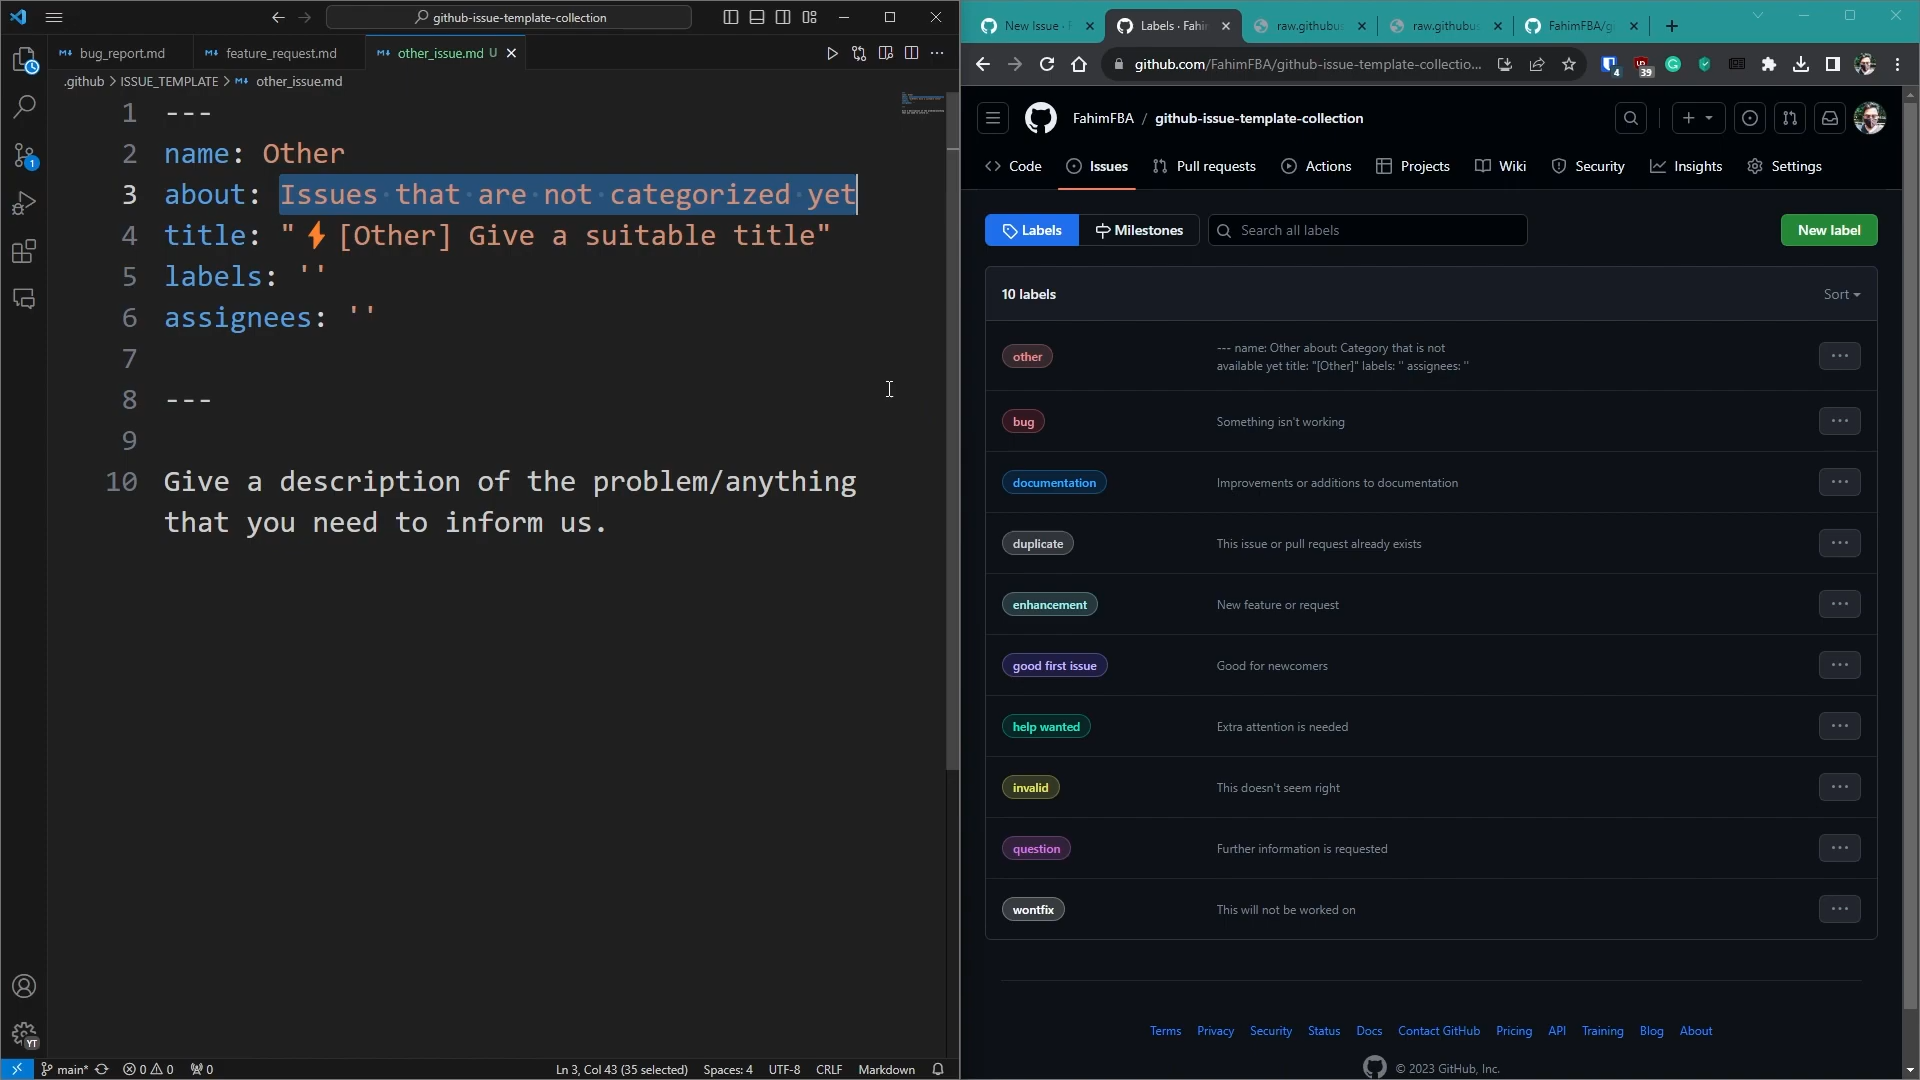 github-issue-template-collection
bug_report.md
feature_request.md
other_issue.md U
.github > ISSUE_TEMPLATE > other_issue.md
1 ---
2 name: Other
3 about: Issues that are not categorized yet
4 title: "⚡[Other] Give a suitable title"
5 labels: ''
6 assignees: ''
7
8 ---
9
10 Give a description of the problem/anything
that you need to inform us.
1
YT
main*
0
0
0
Ln 3, Col 43 (35 selected)
Spaces: 4
UTF-8
CRLF
Markdown
New Issue · F
Labels · Fahi
raw.githubus
raw.githubus
FahimFBA/g
github.com/FahimFBA/github-issue-template-collectio...
4
39
FahimFBA / github-issue-template-collection
Code
Issues
Pull requests
Actions
Projects
Wiki
Security
Insights
Settings
Labels
Milestones
Search all labels
New label
10 labels
Sort
other
--- name: Other about: Category that is not
available yet title: "[Other]" labels: '' assignees: ''
bug
Something isn't working
documentation
Improvements or additions to documentation
duplicate
This issue or pull request already exists
enhancement
New feature or request
good first issue
Good for newcomers
help wanted
Extra attention is needed
invalid
This doesn't seem right
question
Further information is requested
wontfix
This will not be worked on
Terms Privacy Security Status Docs Contact GitHub Pricing API Training Blog About
© 2023 GitHub, Inc.